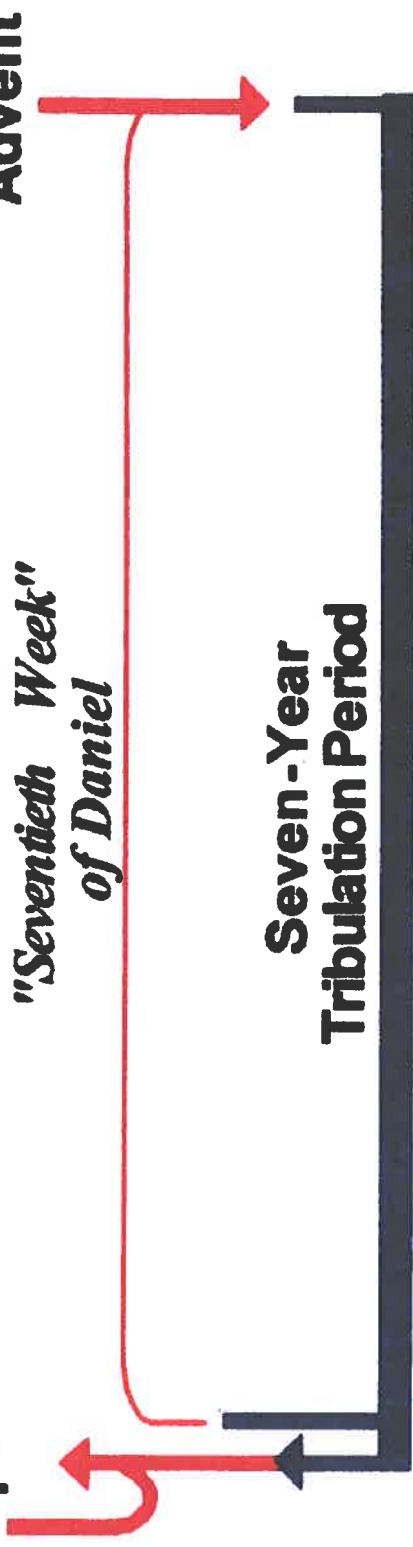 Advent
"Seventieth Week"
of Daniel
Seven-Year
Tribulation Period